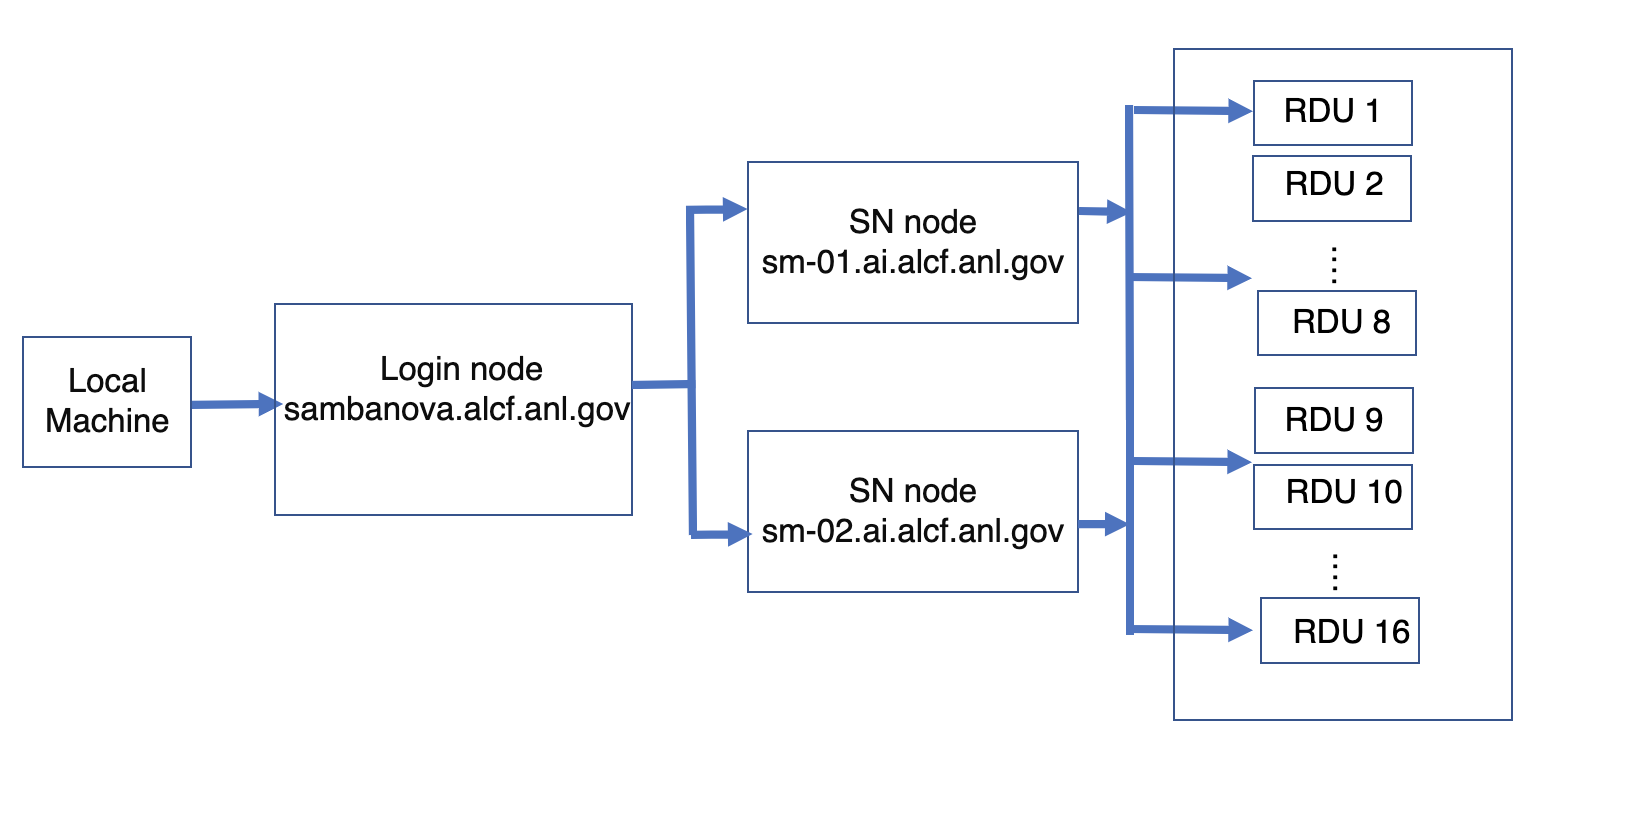 Local
Machine
Login node
sambanova.alcf.anl.gov
SN node
sm-01.ai.alcf.anl.gov
SN node
sm-02.ai.alcf.anl.gov
RDU 1
RDU 2
RDU 8
RDU 9
RDU 10
RDU 16